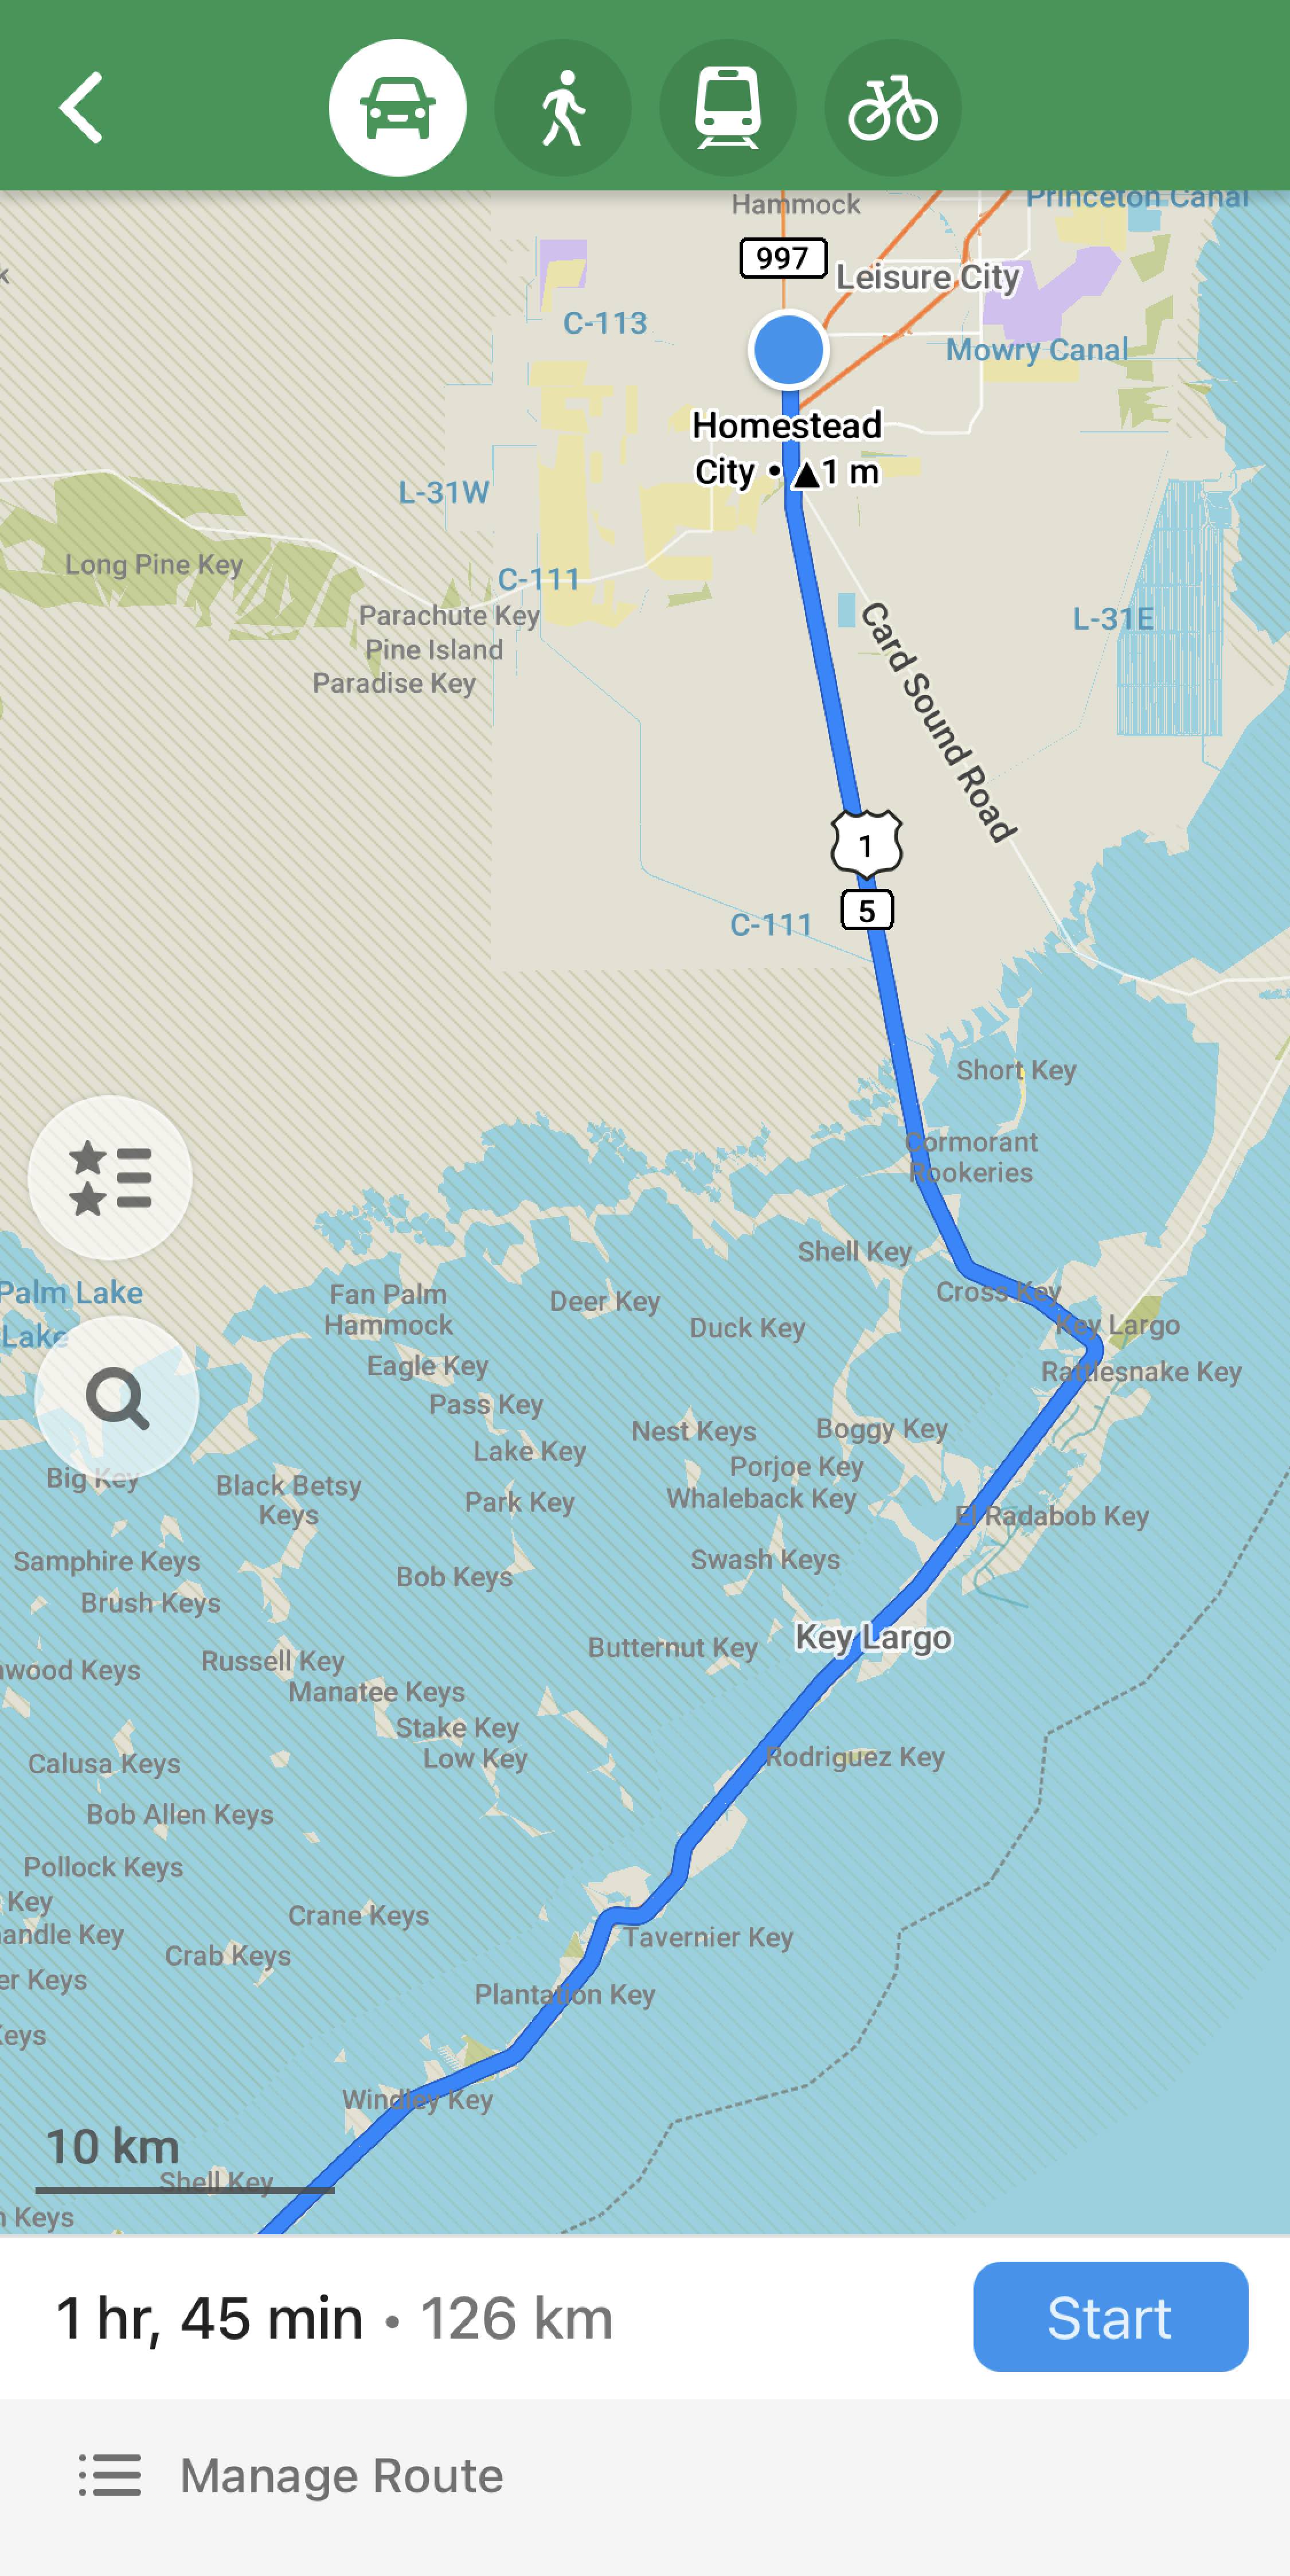 Hammock
Princeton Canal
997
Leisure City
C-113
Mowry Canal
Homestead
City • ▲1 m
L-31W
Long Pine Key
C-111
Parachute Key
Pine Island
Paradise Key
L-31E
Card Sound Road
1
5
C-111
Short Key
Cormorant
Rookeries
Shell Key
Cross Key
Palm Lake
Lake
Fan Palm
Hammock
Deer Key
Duck Key
Key Largo
Eagle Key
Rattlesnake Key
Pass Key
Nest Keys
Boggy Key
Lake Key
Porjoe Key
Big Key
Black Betsy
Keys
Park Key
Whaleback Key
El Radabob Key
Samphire Keys
Swash Keys
Bob Keys
Brush Keys
Key Largo
Butternut Key
wood Keys
Russell Key
Manatee Keys
Stake Key
Low Key
Rodriguez Key
Calusa Keys
Bob Allen Keys
Pollock Keys
Key
Crane Keys
andle Key
Tavernier Key
Crab Keys
er Keys
Plantation Key
Keys
Windley Key
10 km
Shell Key
n Keys
1 hr, 45 min • 126 km
Start
Manage Route